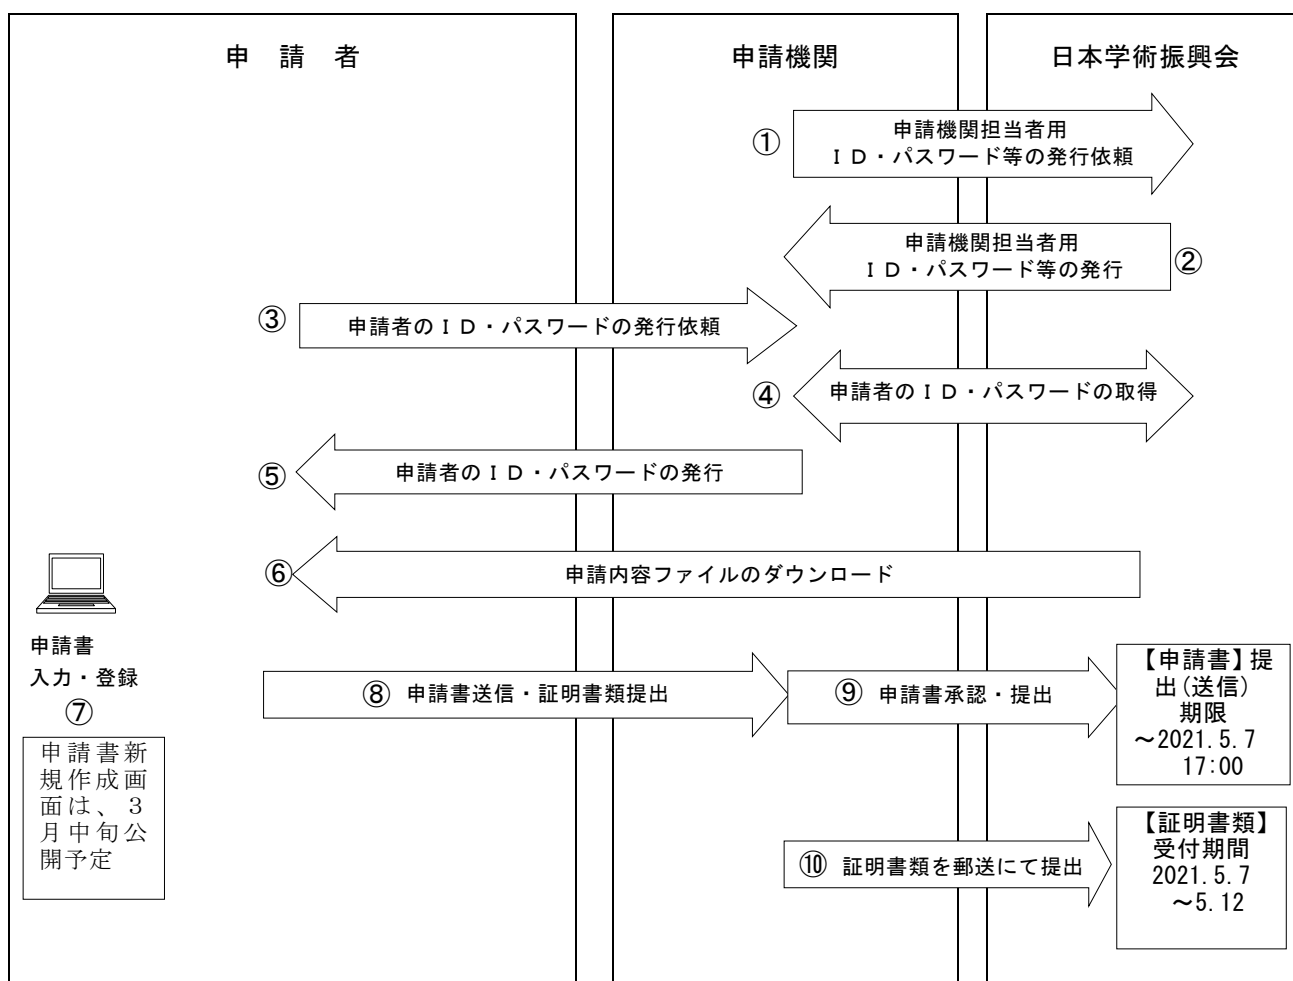 申　請　者
申請機関
日本学術振興会
①
申請機関担当者用
ＩＤ・パスワード等の発行依頼
申請機関担当者用
ＩＤ・パスワード等の発行
②
③
申請者のＩＤ・パスワードの発行依頼
④
申請者のＩＤ・パスワードの取得
⑤
申請者のＩＤ・パスワードの発行
⑥
申請内容ファイルのダウンロード
申請書
入力・登録
⑦
申請書新
規作成画
面は、３
月中旬公
開予定
⑧ 申請書送信・証明書類提出
⑨ 申請書承認・提出
【申請書】提
出(送信)
期限
～2021.5.7
17:00
⑩ 証明書類を郵送にて提出
【証明書類】
受付期間
2021.5.7
～5.12